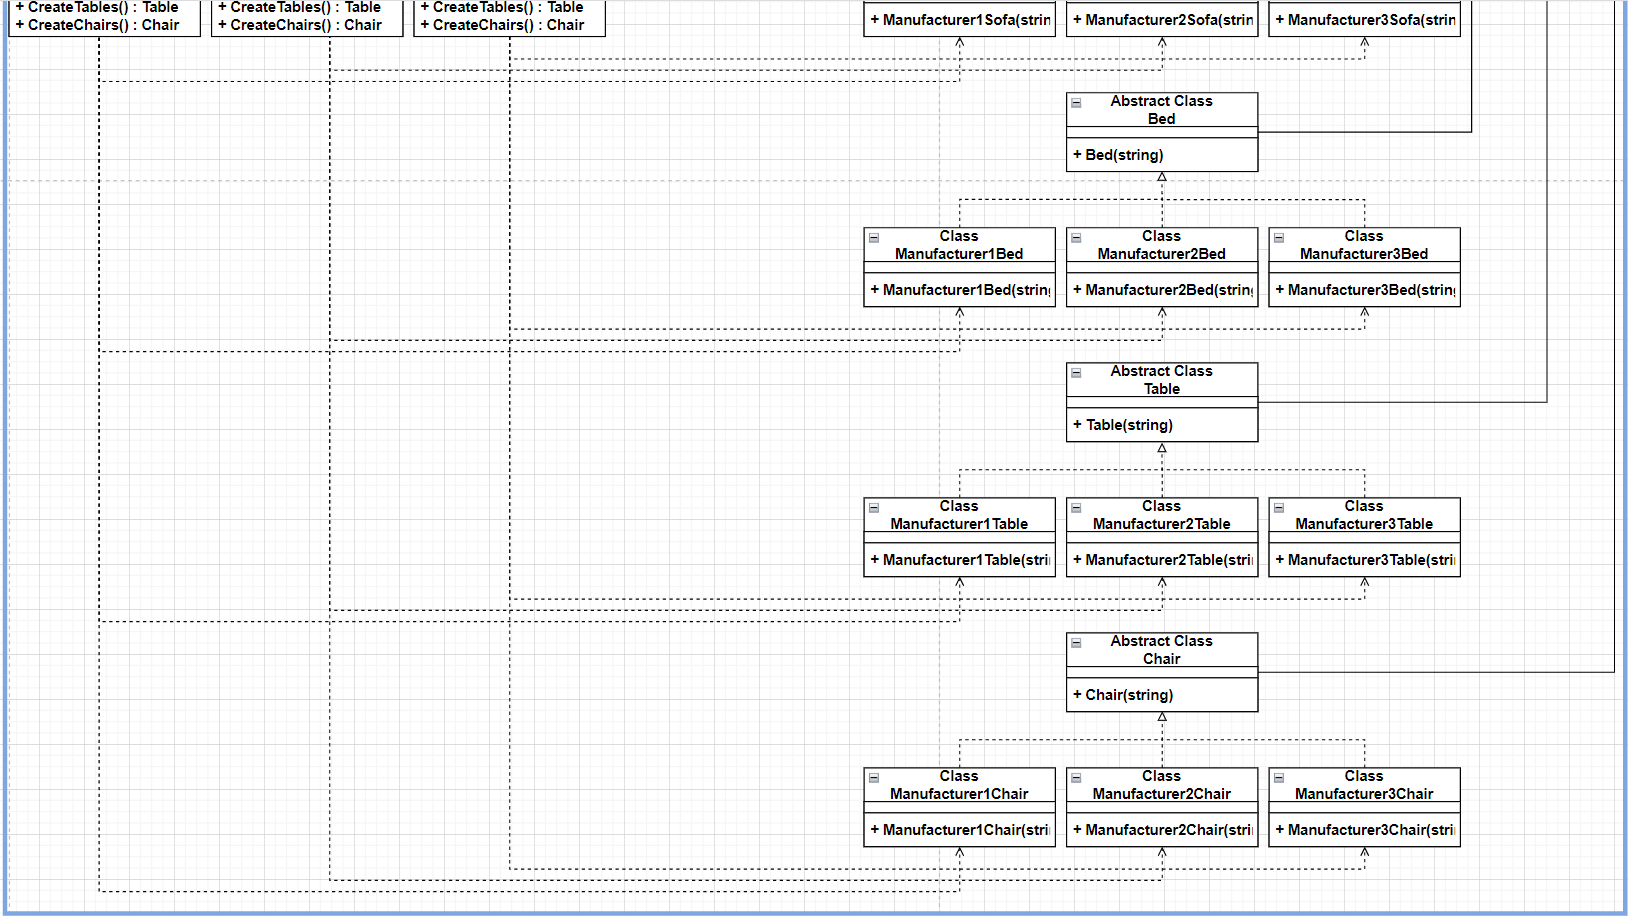 + CreateTables() : Table
+ CreateChairs() : Chair
+ CreateTables() : Table
+ CreateChairs() : Chair
+ CreateTables() : Table
+ CreateChairs() : Chair
+ Manufacturer1Sofa(strin
+ Manufacturer2Sofa(strin
+ Manufacturer3Sofa(strin
Abstract Class
Bed
+ Bed(string)
Class
Manufacturer1Bed
+ Manufacturer1Bed(string
Class
Manufacturer2Bed
+ Manufacturer2Bed(string
Class
Manufacturer3Bed
+ Manufacturer3Bed(string
Abstract Class
Table
+ Table(string)
Class
Manufacturer1Table
+ Manufacturer1Table(stri
Class
Manufacturer2Table
+ Manufacturer2Table(stri
Class
Manufacturer3Table
+ Manufacturer3Table(stri
Abstract Class
Chair
+ Chair(string)
Class
Manufacturer1Chair
+ Manufacturer1Chair(stri
Class
Manufacturer2Chair
+ Manufacturer2Chair(stri
Class
Manufacturer3Chair
+ Manufacturer3Chair(stri